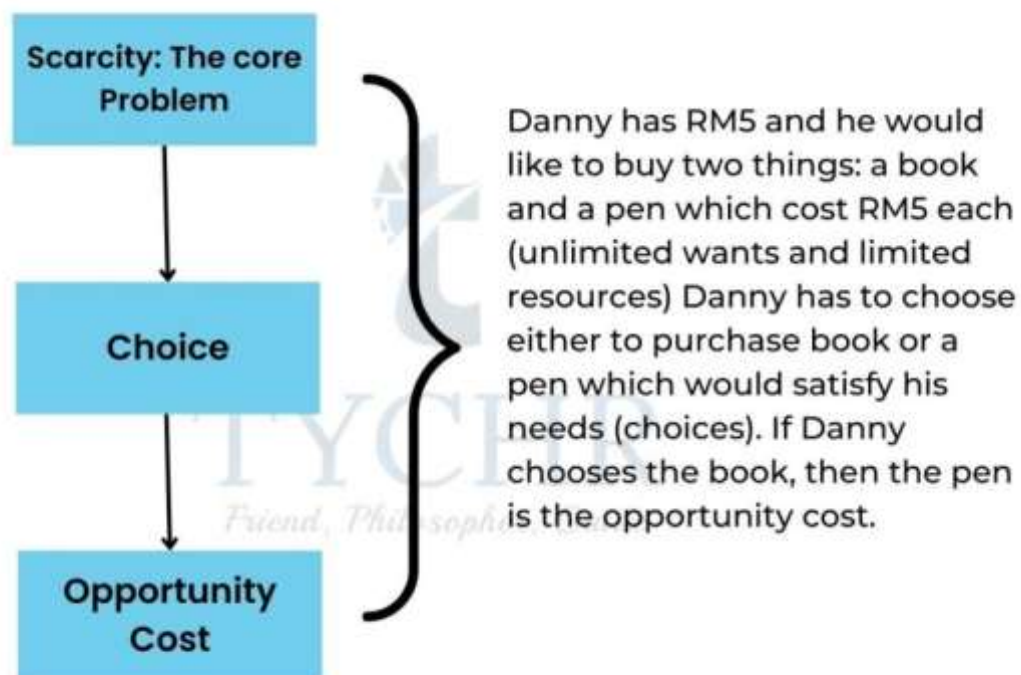 Scarcity: The core
Problem
Choice
Opportunity
Cost
Danny has RM5 and he would
like to buy two things: a book
and a pen which cost RM5 each
(unlimited wants and limited
resources) Danny has to choose
either to purchase book or a
pen which would satisfy his
needs (choices). If Danny
chooses the book, then the pen
is the opportunity cost.
TYCHR
Friend,